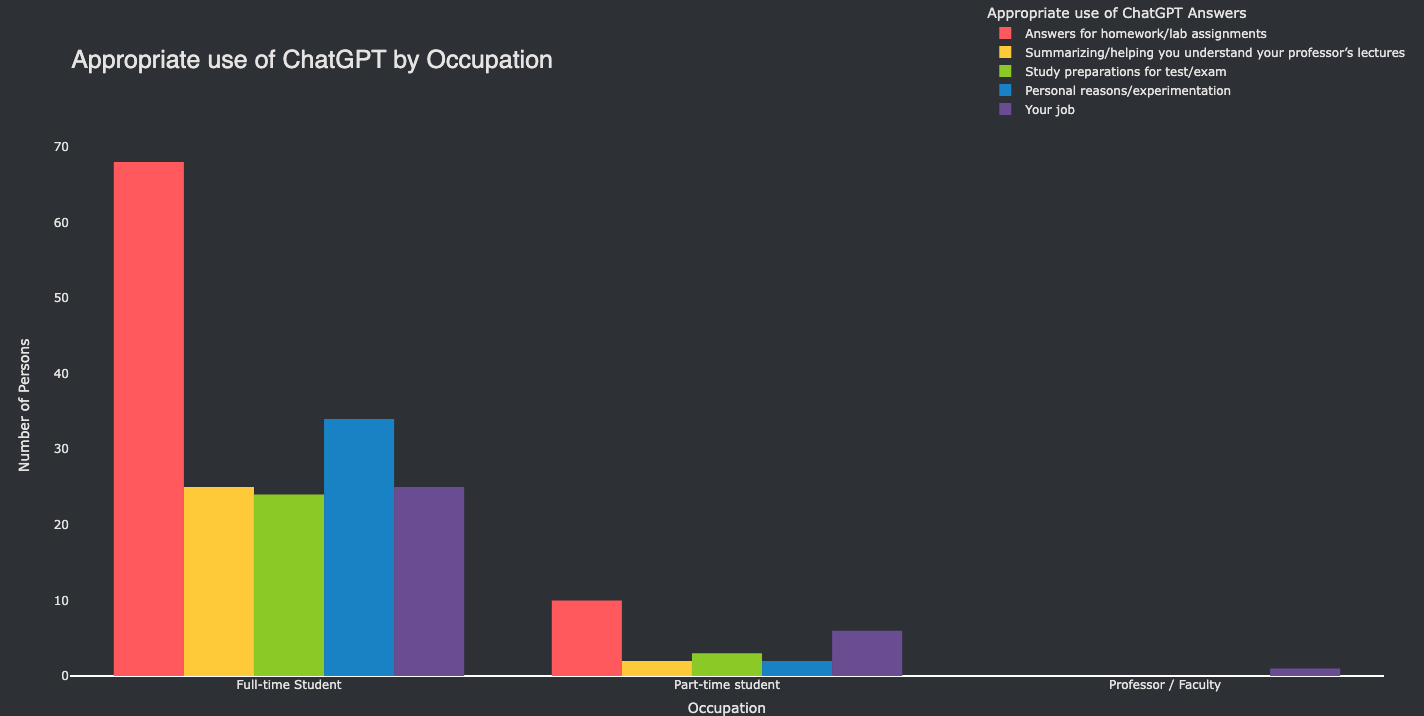 Appropriate use of ChatGPT Answers
Answers for homework/lab assignments
Summarizing/helping you understand your professor’s lectures
Study preparations for test/exam
Personal reasons/experimentation
Your job
Appropriate use of ChatGPT by Occupation
70
60
50
40
30
20
10
0
Number of Persons
Full-time Student
Part-time student
Professor / Faculty
Occupation